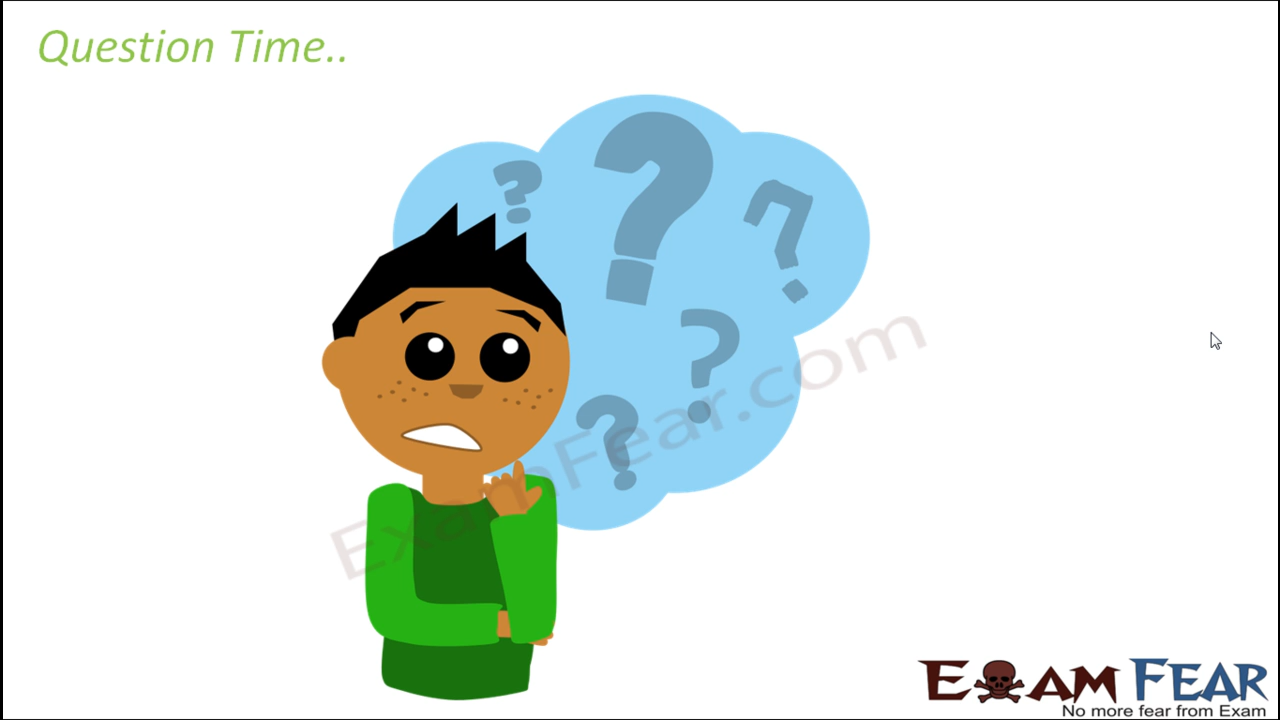 Question Time..
? ? ?
?
?
ExamFear.com
EXAM FEAR
No more fear from Exam